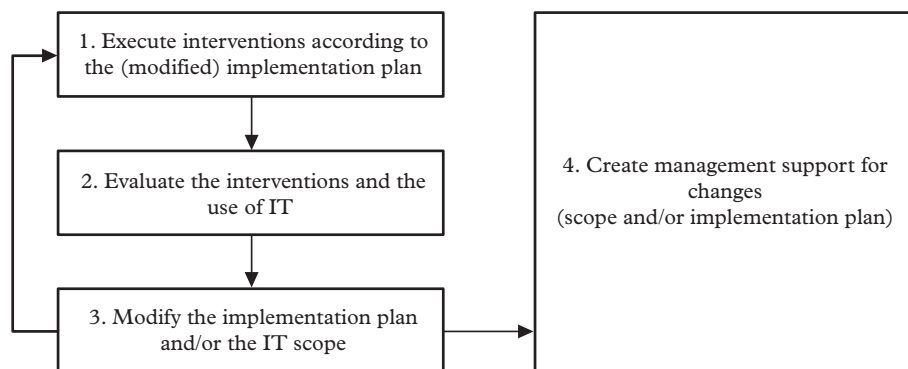 1. Execute interventions according to
the (modified) implementation plan
2. Evaluate the interventions and the
use of IT
3. Modify the implementation plan
and/or the IT scope
4. Create management support for
changes
(scope and/or implementation plan)